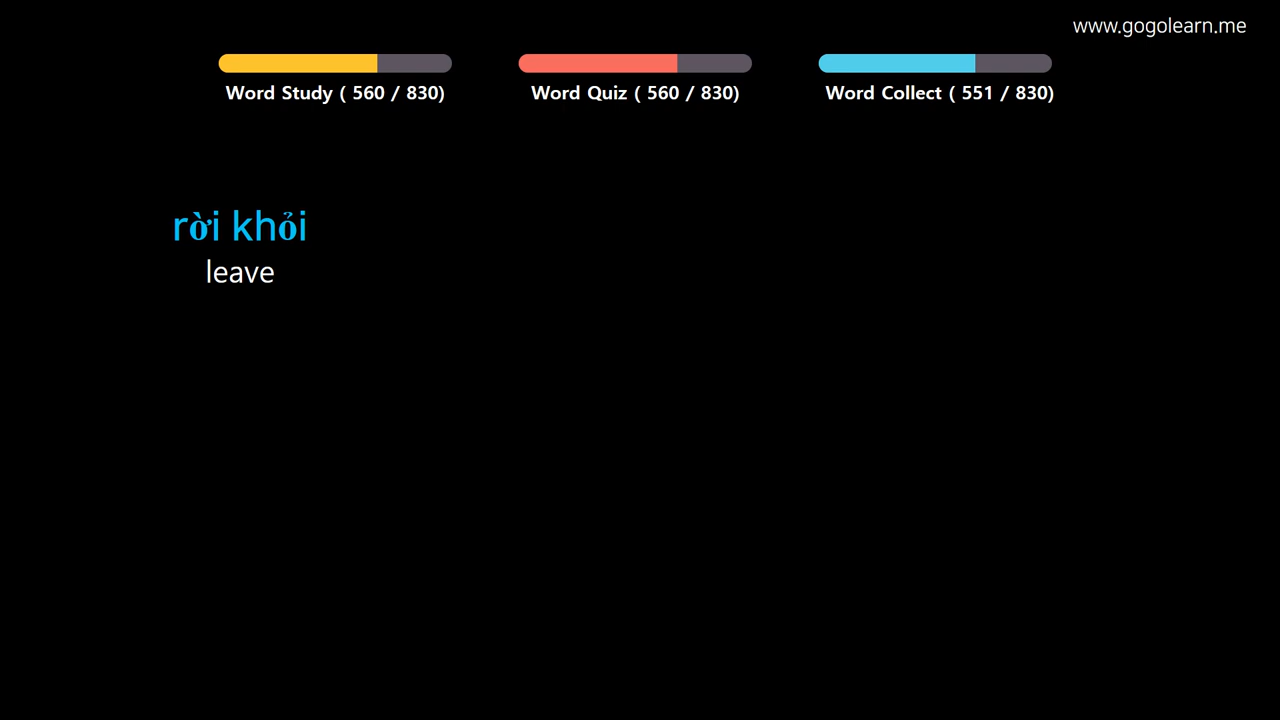 www.gogolearn.me
Word Study ( 560 / 830)
Word Quiz ( 560 / 830)
Word Collect ( 551 / 830)
rời khỏi
leave